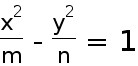 x²/m - y²/n = 1